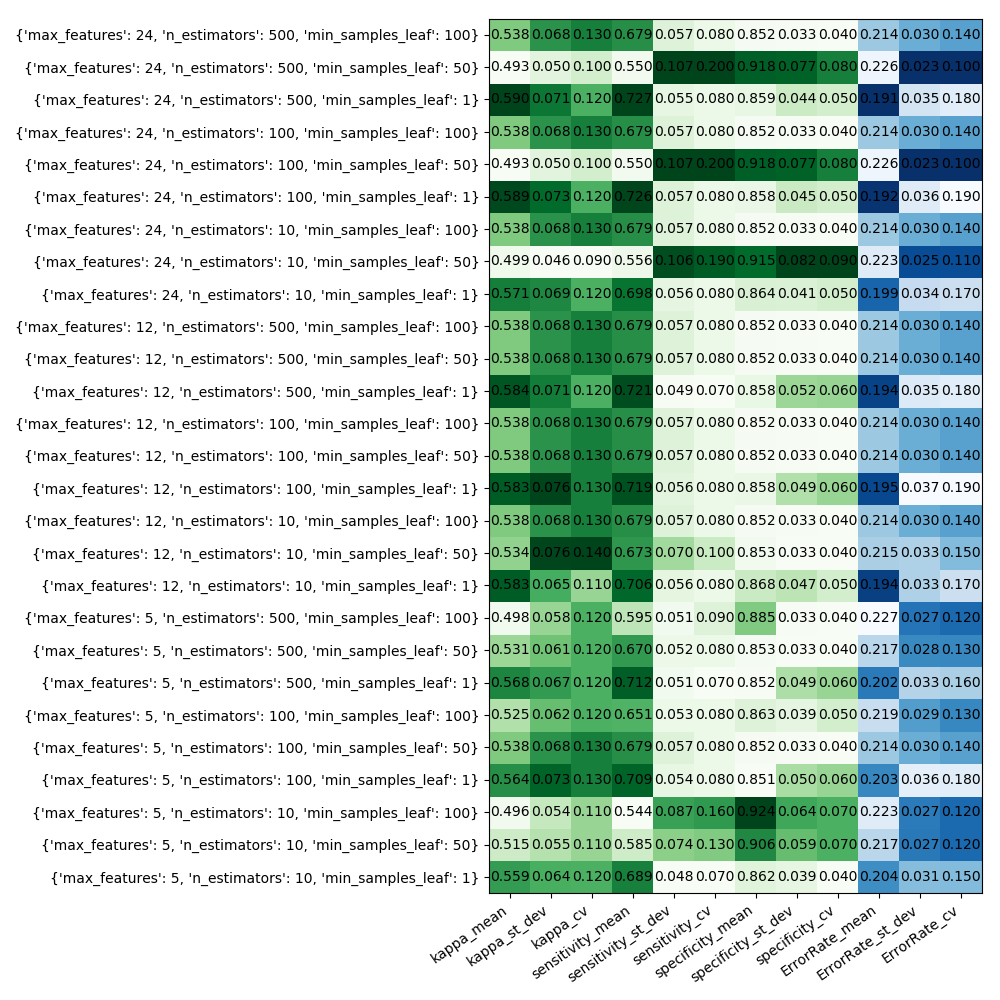 {'max_features': 24, 'n_estimators': 500, 'min_samples_leaf': 100} 0.538 0.068 0.130 0.679 0.057 0.080 0.852 0.033 0.040 0.214 0.030 0.140
{'max_features': 24, 'n_estimators': 500, 'min_samples_leaf': 50} 0.493 0.050 0.100 0.550 0.107 0.200 0.918 0.077 0.080 0.226 0.023 0.100
{'max_features': 24, 'n_estimators': 500, 'min_samples_leaf': 1} 0.590 0.071 0.120 0.727 0.055 0.080 0.859 0.044 0.050 0.191 0.035 0.180
{'max_features': 24, 'n_estimators': 100, 'min_samples_leaf': 100} 0.538 0.068 0.130 0.679 0.057 0.080 0.852 0.033 0.040 0.214 0.030 0.140
{'max_features': 24, 'n_estimators': 100, 'min_samples_leaf': 50} 0.493 0.050 0.100 0.550 0.107 0.200 0.918 0.077 0.080 0.226 0.023 0.100
{'max_features': 24, 'n_estimators': 100, 'min_samples_leaf': 1} 0.589 0.073 0.120 0.726 0.057 0.080 0.858 0.045 0.050 0.192 0.036 0.190
{'max_features': 24, 'n_estimators': 10, 'min_samples_leaf': 100} 0.538 0.068 0.130 0.679 0.057 0.080 0.852 0.033 0.040 0.214 0.030 0.140
{'max_features': 24, 'n_estimators': 10, 'min_samples_leaf': 50} 0.499 0.046 0.090 0.556 0.106 0.190 0.915 0.082 0.090 0.223 0.025 0.110
{'max_features': 24, 'n_estimators': 10, 'min_samples_leaf': 1} 0.571 0.069 0.120 0.698 0.056 0.080 0.864 0.041 0.050 0.199 0.034 0.170
{'max_features': 12, 'n_estimators': 500, 'min_samples_leaf': 100} 0.538 0.068 0.130 0.679 0.057 0.080 0.852 0.033 0.040 0.214 0.030 0.140
{'max_features': 12, 'n_estimators': 500, 'min_samples_leaf': 50} 0.538 0.068 0.130 0.679 0.057 0.080 0.852 0.033 0.040 0.214 0.030 0.140
{'max_features': 12, 'n_estimators': 500, 'min_samples_leaf': 1} 0.584 0.071 0.120 0.721 0.049 0.070 0.858 0.052 0.060 0.194 0.035 0.180
{'max_features': 12, 'n_estimators': 100, 'min_samples_leaf': 100} 0.538 0.068 0.130 0.679 0.057 0.080 0.852 0.033 0.040 0.214 0.030 0.140
{'max_features': 12, 'n_estimators': 100, 'min_samples_leaf': 50} 0.538 0.068 0.130 0.679 0.057 0.080 0.852 0.033 0.040 0.214 0.030 0.140
{'max_features': 12, 'n_estimators': 100, 'min_samples_leaf': 1} 0.583 0.076 0.130 0.719 0.056 0.080 0.858 0.049 0.060 0.195 0.037 0.190
{'max_features': 12, 'n_estimators': 10, 'min_samples_leaf': 100} 0.538 0.068 0.130 0.679 0.057 0.080 0.852 0.033 0.040 0.214 0.030 0.140
{'max_features': 12, 'n_estimators': 10, 'min_samples_leaf': 50} 0.534 0.076 0.140 0.673 0.070 0.100 0.853 0.033 0.040 0.215 0.033 0.150
{'max_features': 12, 'n_estimators': 10, 'min_samples_leaf': 1} 0.583 0.065 0.110 0.706 0.056 0.080 0.868 0.047 0.050 0.194 0.033 0.170
{'max_features': 5, 'n_estimators': 500, 'min_samples_leaf': 100} 0.498 0.058 0.120 0.595 0.051 0.090 0.885 0.033 0.040 0.227 0.027 0.120
{'max_features': 5, 'n_estimators': 500, 'min_samples_leaf': 50} 0.531 0.061 0.120 0.670 0.052 0.080 0.853 0.033 0.040 0.217 0.028 0.130
{'max_features': 5, 'n_estimators': 500, 'min_samples_leaf': 1} 0.568 0.067 0.120 0.712 0.051 0.070 0.852 0.049 0.060 0.202 0.033 0.160
{'max_features': 5, 'n_estimators': 100, 'min_samples_leaf': 100} 0.525 0.062 0.120 0.651 0.053 0.080 0.863 0.039 0.050 0.219 0.029 0.130
{'max_features': 5, 'n_estimators': 100, 'min_samples_leaf': 50} 0.538 0.068 0.130 0.679 0.057 0.080 0.852 0.033 0.040 0.214 0.030 0.140
{'max_features': 5, 'n_estimators': 100, 'min_samples_leaf': 1} 0.564 0.073 0.130 0.709 0.054 0.080 0.851 0.050 0.060 0.203 0.036 0.180
{'max_features': 5, 'n_estimators': 10, 'min_samples_leaf': 100} 0.496 0.054 0.110 0.544 0.087 0.160 0.924 0.064 0.070 0.223 0.027 0.120
{'max_features': 5, 'n_estimators': 10, 'min_samples_leaf': 50} 0.515 0.055 0.110 0.585 0.074 0.130 0.906 0.059 0.070 0.217 0.027 0.120
{'max_features': 5, 'n_estimators': 10, 'min_samples_leaf': 1} 0.559 0.064 0.120 0.689 0.048 0.070 0.862 0.039 0.040 0.204 0.031 0.150
kappa_mean
kappa_st_dev
kappa_cv
sensitivity_mean
sensitivity_st_dev
sensitivity_cv
specificity_mean
specificity_st_dev
specificity_cv
ErrorRate_mean
ErrorRate_st_dev
ErrorRate_cv